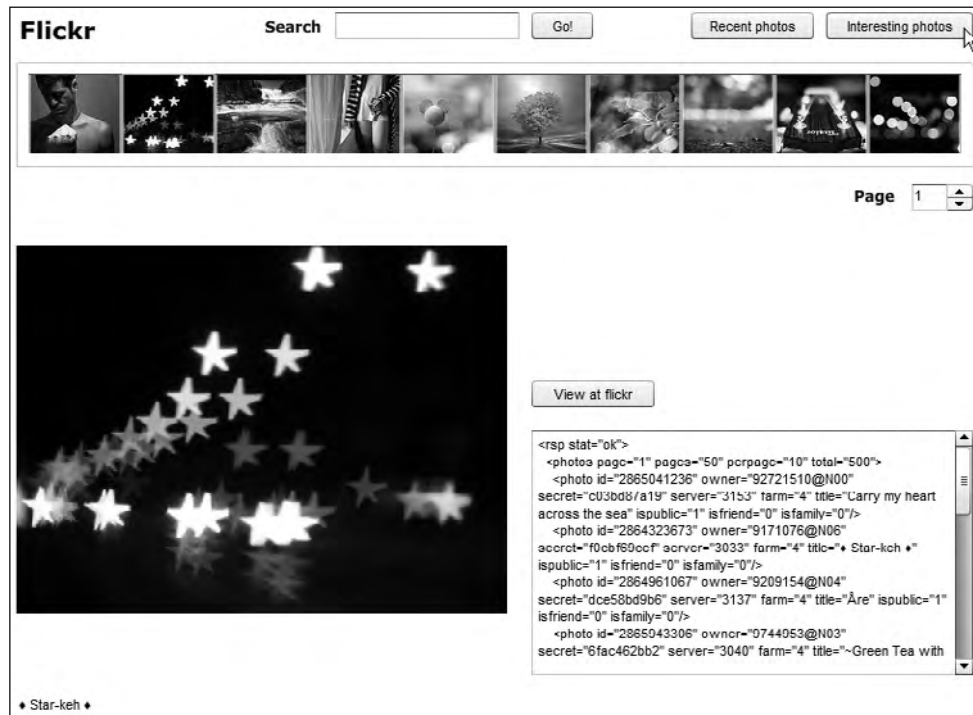 Flickr
Search
Go!
Recent photos
Interesting photos
Page
1
View at flickr
<rsp stat="ok">
<photos page="1" pages="50" perpage="10" total="500">
<photo id="2865041236" owner="92721510@N00"
secret="c03bd87a19" server="3153" farm="4" title="Carry my heart
across the sea" ispublic="1" isfriend="0" isfamily="0"/>
<photo id="2864323673" owner="9171076@N06"
server="3033" farm="4" title="♦ Star-keh ♦"
ispublic="1" isfriend="0" isfamily="0"/>
<photo id="2864961067" owner="9209154@N04"
secret="dce58bd9b6" server="3137" farm="4" title="Åre" ispublic="1"
isfriend="0" isfamily="0"/>
<photo id="2865943306" owner="9744953@N03"
secret="6fac462bb2" server="3040" farm="4" title="~Green Tea with
♦ Star-keh ♦